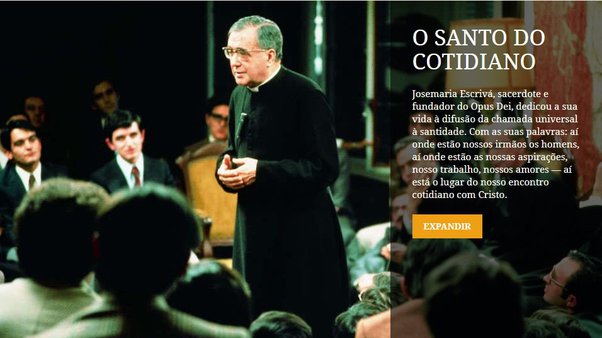 O SANTO DO
COTIDIANO
Josemaria Escrivá, sacerdote e
fundador do Opus Dei, dedicou a sua
vida à difusão da chamada universal
à santidade. Com as suas palavras: aí
onde estão nossos irmãos os homens,
aí onde estão as nossas aspirações,
nosso trabalho, nossos amores — aí
está o lugar do nosso encontro
cotidiano com Cristo.
EXPANDIR